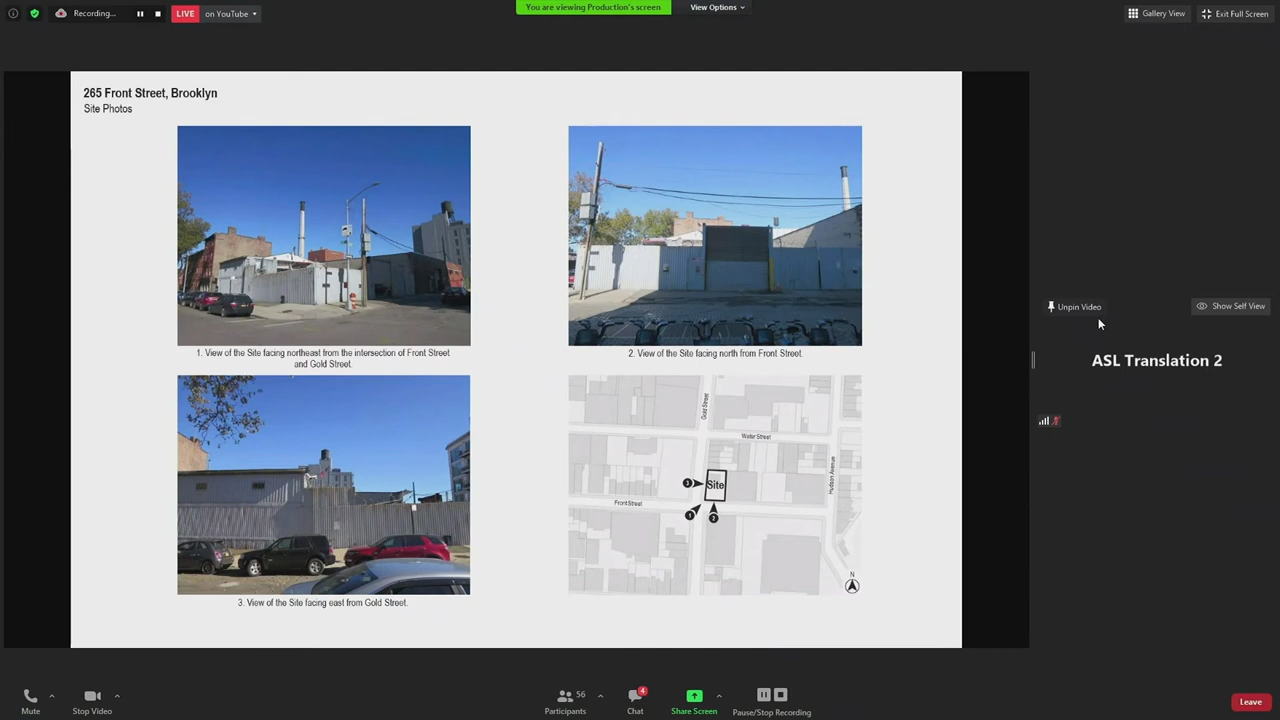 Recording...
LIVE
on YouTube
You are viewing Production's screen
View Options
Gallery View
Exit Full Screen
265 Front Street, Brooklyn
Site Photos
1. View of the Site facing northeast from the intersection of Front Street
and Gold Street.
2. View of the Site facing north from Front Street.
Gold Street
Water Street
Hudson Avenue
Front Street
Site
3
1
2
N
3. View of the Site facing east from Gold Street.
Unpin Video
Show Self View
ASL Translation 2
Mute
Stop Video
56
Participants
4
Chat
Share Screen
Pause/Stop Recording
Leave